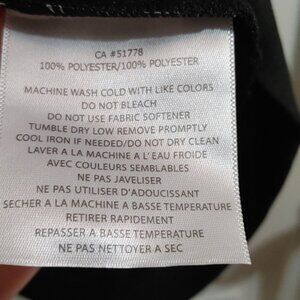 CA #51778
100% POLYESTER/100% POLYESTER
MACHINE WASH COLD WITH LIKE COLORS
DO NOT BLEACH
DO NOT USE FABRIC SOFTENER
TUMBLE DRY LOW REMOVE PROMPTLY
COOL IRON IF NEEDED/DO NOT DRY CLEAN
LAVER A LA MACHINE A L'EAU FROIDE
AVEC COULEURS SEMBLABLES
NE PAS JAVELISER
NE PAS UTILISER D'ADOUCISSANT
SECHER A LA MACHINE A BASSE TEMPERATURE
RETIRER RAPIDEMENT
REPASSER A BASSE TEMPERATURE
NE PAS NETTOYER A SEC